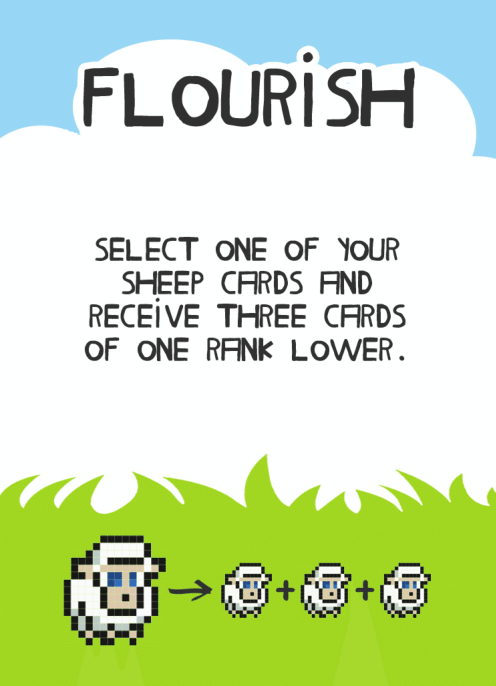 FLOURISH
SELECT ONE OF YOUR
SHEEP CARDS AND
RECEIVE THREE CARDS
OF ONE RANK LOWER.